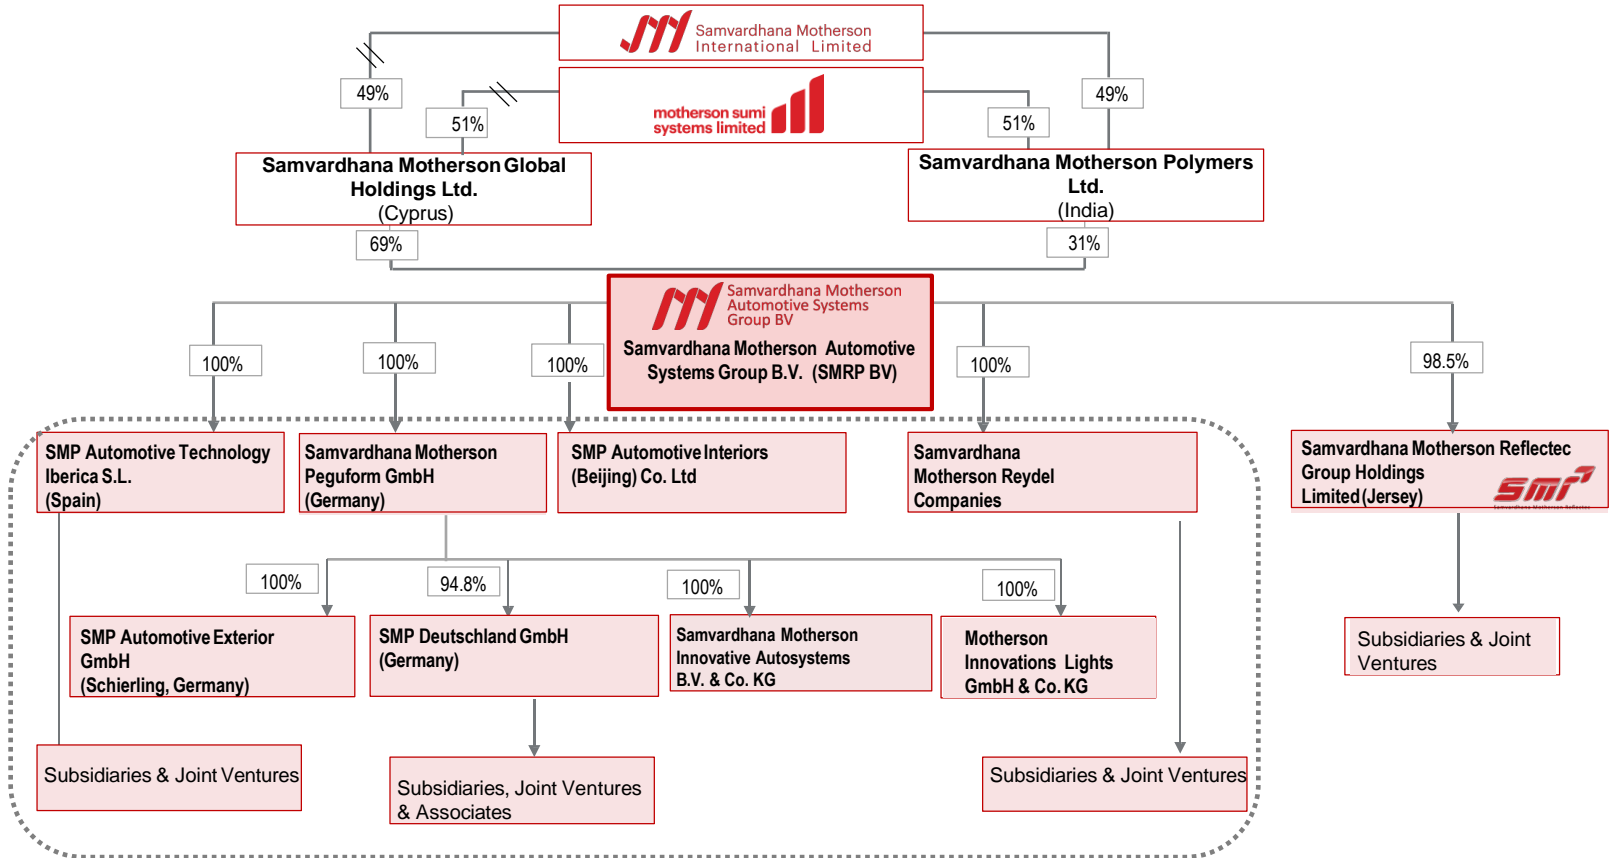 Samvardhana Motherson
International Limited
49%
49%
motherson sumi
systems limited
51%
51%
Samvardhana Motherson Global
Holdings Ltd.
(Cyprus)
Samvardhana Motherson Polymers
Ltd.
(India)
69%
31%
Samvardhana Motherson
Automotive Systems
Group BV
Samvardhana Motherson Automotive
Systems Group B.V. (SMRP BV)
100%
100%
100%
100%
98.5%
SMP Automotive Technology
Iberica S.L.
(Spain)
Samvardhana Motherson
Peguform GmbH
(Germany)
SMP Automotive Interiors
(Beijing) Co. Ltd
Samvardhana
Motherson Reydel
Companies
Samvardhana Motherson Reflectec
Group Holdings
Limited (Jersey)
smr
Samvardhana Motherson Reflectec
100%
94.8%
100%
100%
SMP Automotive Exterior
GmbH
(Schierling, Germany)
SMP Deutschland GmbH
(Germany)
Samvardhana Motherson
Innovative Autosystems
B.V. & Co. KG
Motherson
Innovations Lights
GmbH & Co. KG
Subsidiaries & Joint
Ventures
Subsidiaries & Joint Ventures
Subsidiaries, Joint Ventures
& Associates
Subsidiaries & Joint Ventures